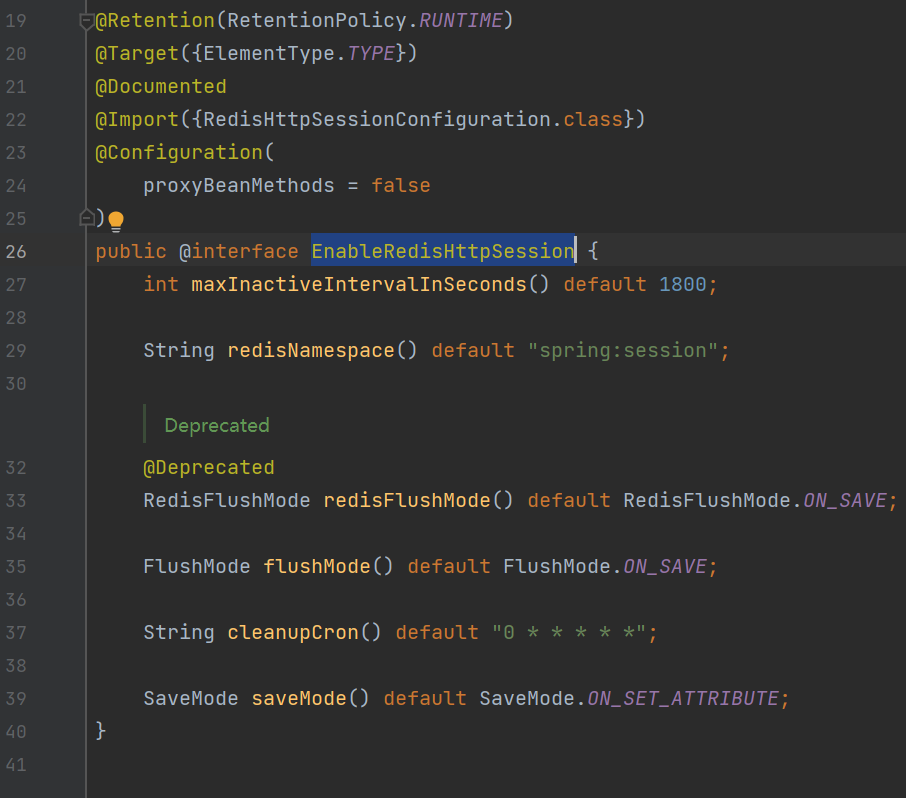 19 @Retention(RetentionPolicy.RUNTIME)
20 @Target({ElementType.TYPE})
21 @Documented
22 @Import({RedisHttpSessionConfiguration.class})
23 @Configuration(
24     proxyBeanMethods = false
25 )
26 public @interface EnableRedisHttpSession {
27     int maxInactiveIntervalInSeconds() default 1800;
28
29     String redisNamespace() default "spring:session";
30
Deprecated
32     @Deprecated
33     RedisFlushMode redisFlushMode() default RedisFlushMode.ON_SAVE;
34
35     FlushMode flushMode() default FlushMode.ON_SAVE;
36
37     String cleanupCron() default "0 * * * * *";
38
39     SaveMode saveMode() default SaveMode.ON_SET_ATTRIBUTE;
40 }
41